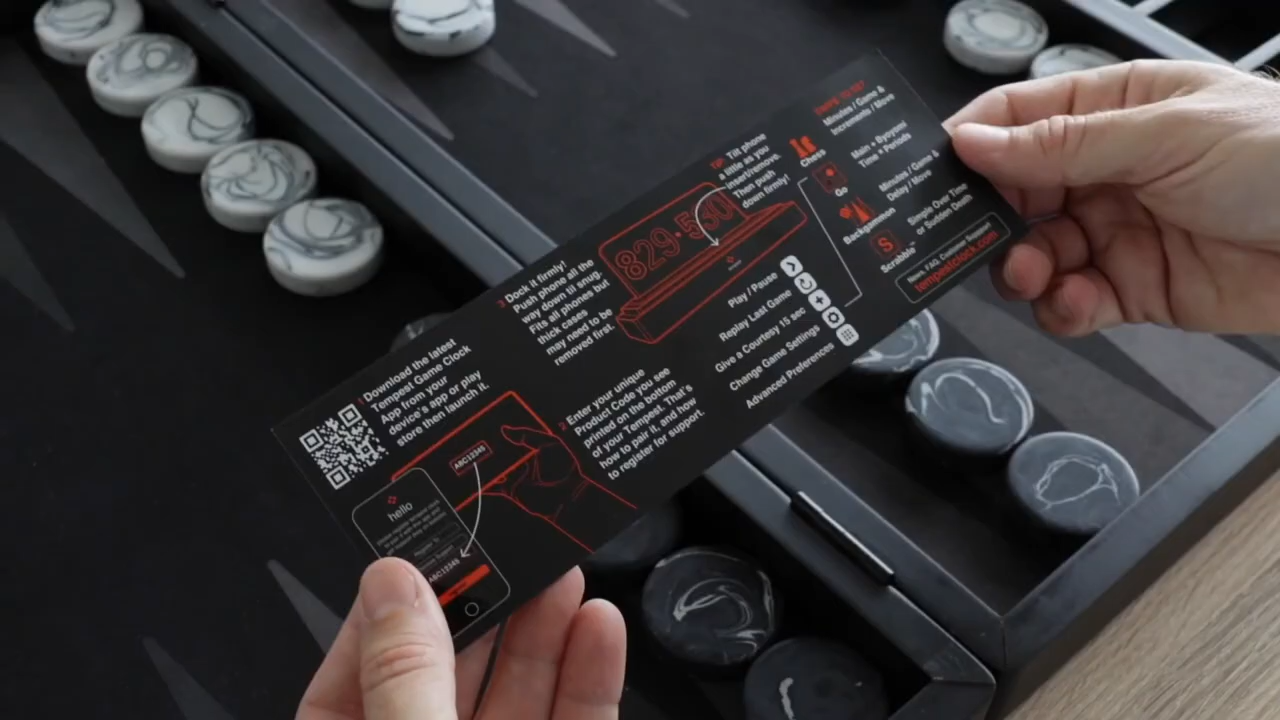 1 Download the latest
Tempest Game Clock
App from your
device's app or play
store then launch it.
hello
ABC12345
ABC12345
2 Enter your unique
Product Code you see
printed on the bottom
of your Tempest. That's
how to pair it, and how
to register for support.
3 Dock it firmly!
Push phone all the
way down til snug.
Fits all phones but
thick cases
may need to be
removed first.
829·530
TIP: Tilt phone
a little as you
insert/remove.
Then push
down firmly!
Play / Pause
Replay Last Game
Give a Courtesy 15 sec
Change Game Settings
Advanced Preferences
Chess
Minutes / Game &
Increments / Move
Go
Main + Byoyomi
Time + Periods
Backgammon
Minutes / Game &
Delay / Move
S
Scrabble™
Simple Over Time
or Sudden Death
News, FAQ, Customer Support
tempestclock.com